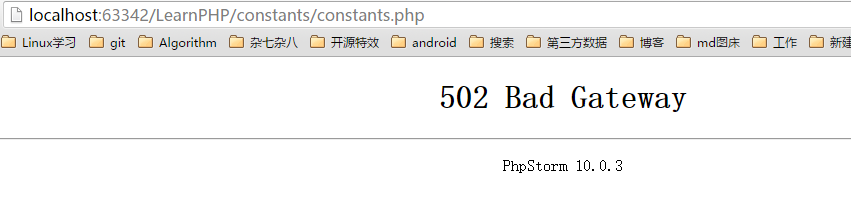 localhost:63342/LearnPHP/constants/constants.php
Linux学习 git Algorithm 杂七杂八 开源特效 android 搜索 第三方数据 博客 md图床 工作 新建
502 Bad Gateway
PhpStorm 10.0.3